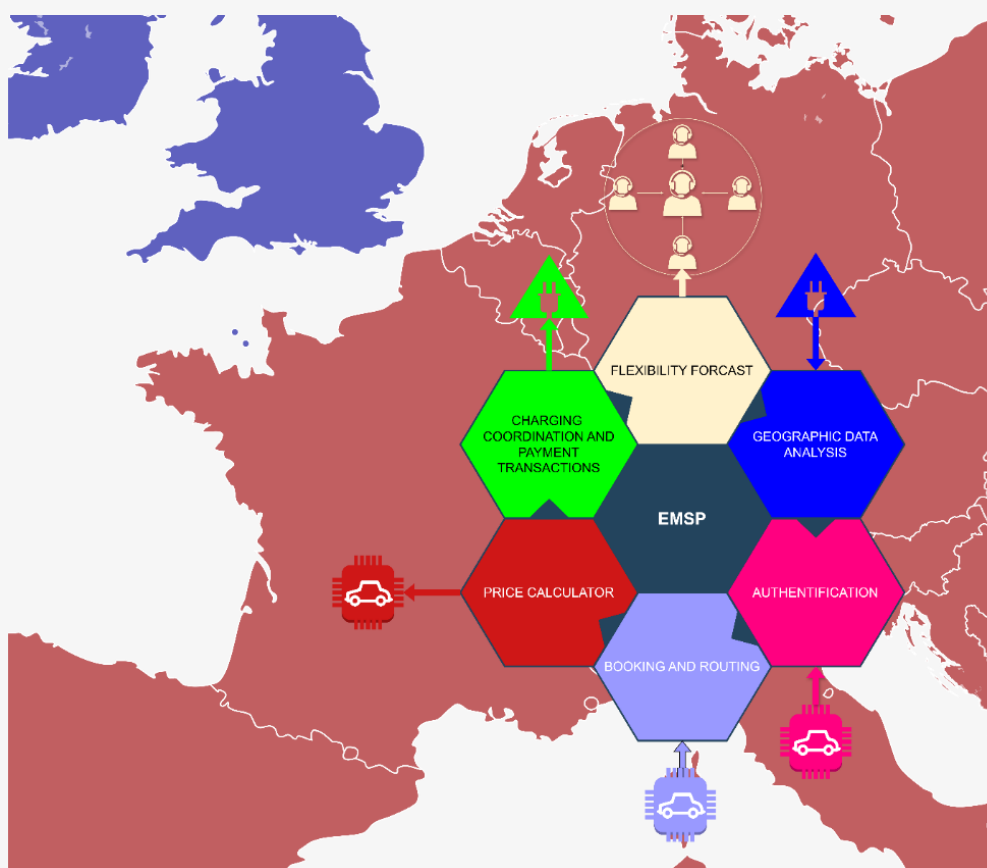 FLEXIBILITY FORCAST
CHARGING
COORDINATION AND
PAYMENT
TRANSACTIONS
GEOGRAPHIC DATA
ANALYSIS
EMSP
PRICE CALCULATOR
AUTHENTIFICATION
BOOKING AND ROUTING